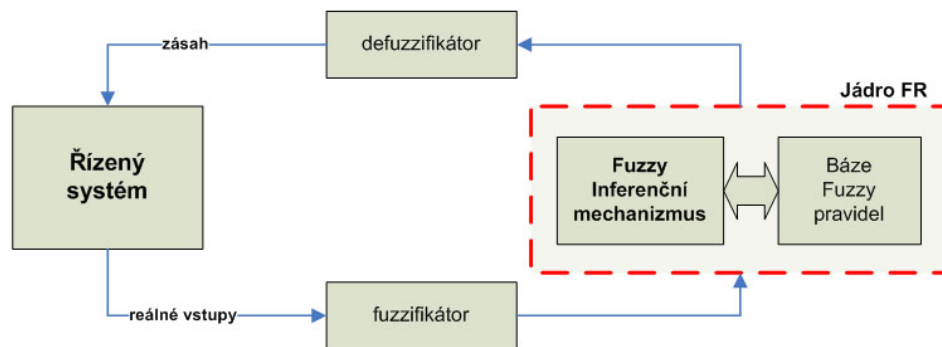 defuzzifikátor
zásah
Jádro FR
Řízený
systém
Fuzzy
Inferenční
mechanizmus
Báze
Fuzzy
pravidel
reálné vstupy
fuzzifikátor